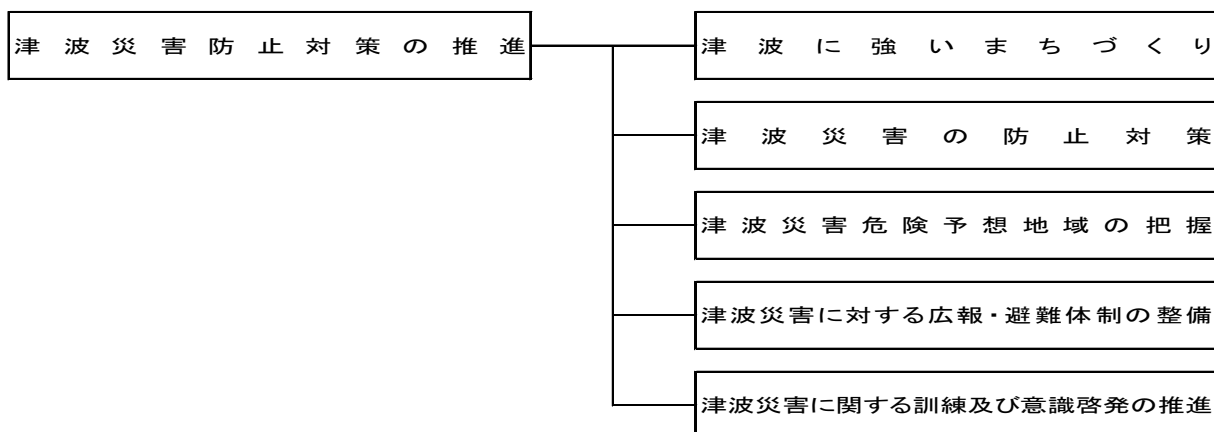 津波災害防止対策の推進
津波に強いまちづくり
津波災害の防止対策
津波災害危険予想地域の把握
津波災害に対する広報・避難体制の整備
津波災害に関する訓練及び意識啓発の推進